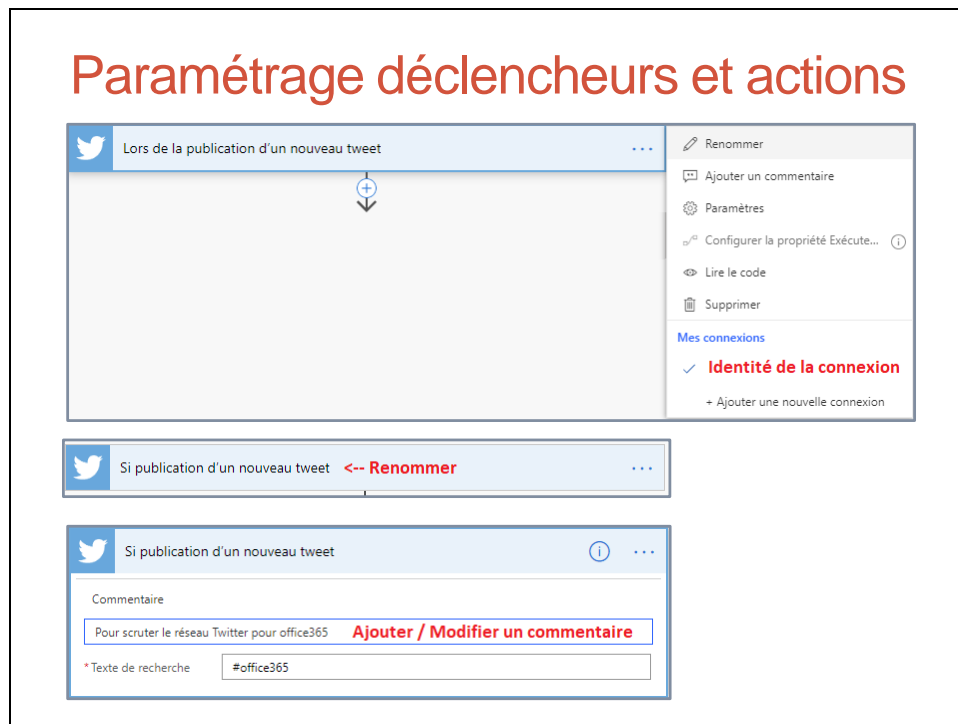 Paramétrage déclencheurs et actions
Lors de la publication d'un nouveau tweet ...
Renommer
Ajouter un commentaire
Paramètres
Configurer la propriété Exécute...
Lire le code
Supprimer
Mes connexions
Identité de la connexion
+ Ajouter une nouvelle connexion
Si publication d'un nouveau tweet <-- Renommer ...
Si publication d'un nouveau tweet ...
Commentaire
Pour scruter le réseau Twitter pour office365 Ajouter / Modifier un commentaire
* Texte de recherche #office365